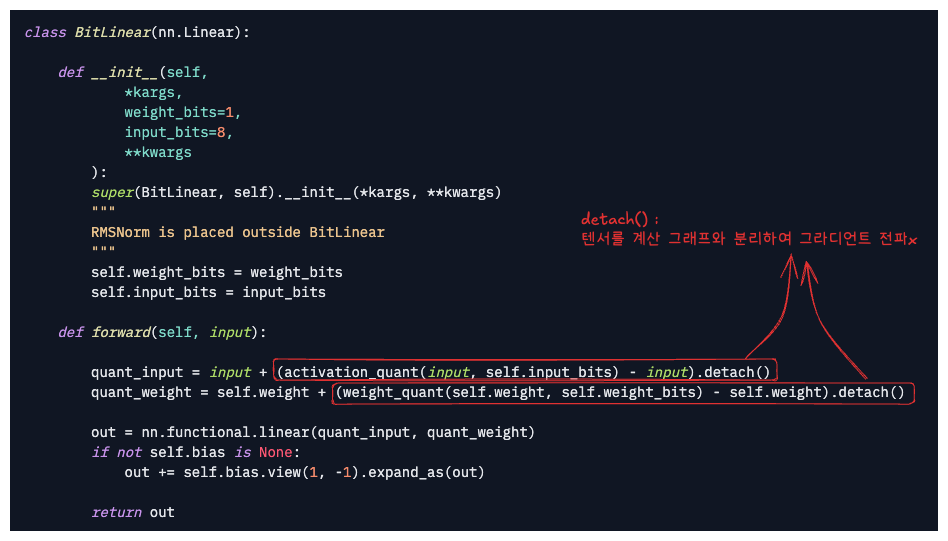 class BitLinear(nn.Linear):
def __init__(self,
*kargs,
weight_bits=1,
input_bits=8,
**kwargs
):
super(BitLinear, self).__init__(*kargs, **kwargs)
"""
RMSNorm is placed outside BitLinear
"""
self.weight_bits = weight_bits
self.input_bits = input_bits
detach() :
텐서를 계산 그래프와 분리하여 그라디언트 전파x
def forward(self, input):
quant_input = input + (activation_quant(input, self.input_bits) - input).detach()
quant_weight = self.weight + (weight_quant(self.weight, self.weight_bits) - self.weight).detach()
out = nn.functional.linear(quant_input, quant_weight)
if not self.bias is None:
out += self.bias.view(1, -1).expand_as(out)
return out